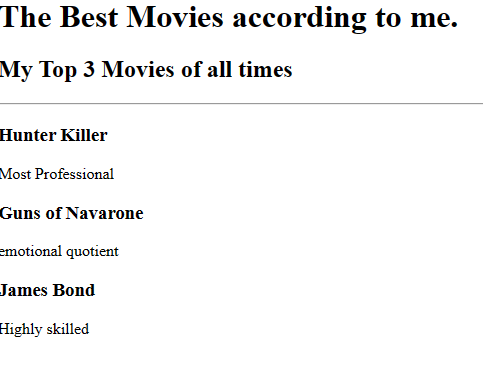 The Best Movies according to me.
My Top 3 Movies of all times
Hunter Killer
Most Professional
Guns of Navarone
emotional quotient
James Bond
Highly skilled